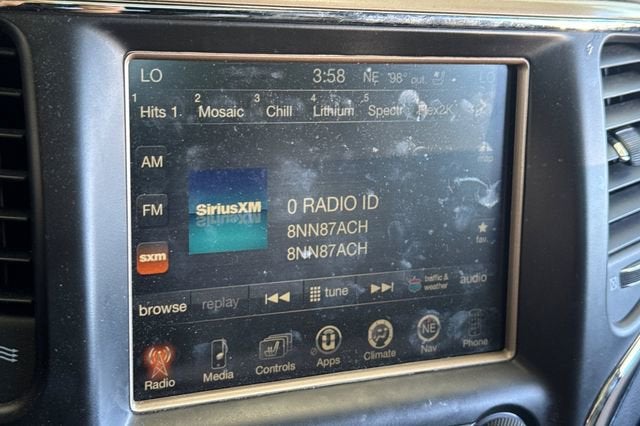 LO 3:58 NE 98° out LO
1 Hits 1 2 Mosaic 3 Chill 4 Lithium 5 Spectr
AM
FM
sxm
SiriusXM
0 RADIO ID
8NN87ACH
8NN87ACH
fav.
browse replay tune traffic & weather audio
Radio Media Controls Apps Climate Nav Phone
U NE